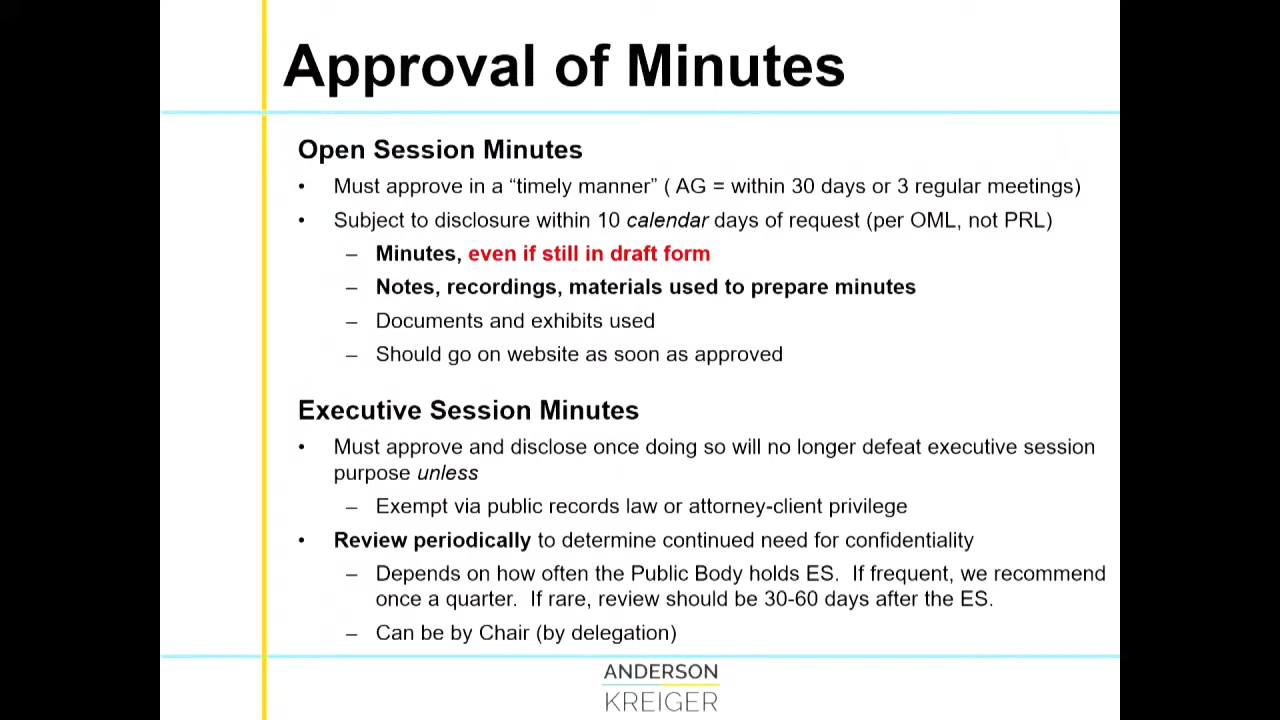 Approval of Minutes
Open Session Minutes
• Must approve in a “timely manner” ( AG = within 30 days or 3 regular meetings)
• Subject to disclosure within 10 calendar days of request (per OML, not PRL)
– Minutes, even if still in draft form
– Notes, recordings, materials used to prepare minutes
– Documents and exhibits used
– Should go on website as soon as approved
Executive Session Minutes
• Must approve and disclose once doing so will no longer defeat executive session
purpose unless
– Exempt via public records law or attorney-client privilege
• Review periodically to determine continued need for confidentiality
– Depends on how often the Public Body holds ES. If frequent, we recommend
once a quarter. If rare, review should be 30-60 days after the ES.
– Can be by Chair (by delegation)
ANDERSON
KREIGER